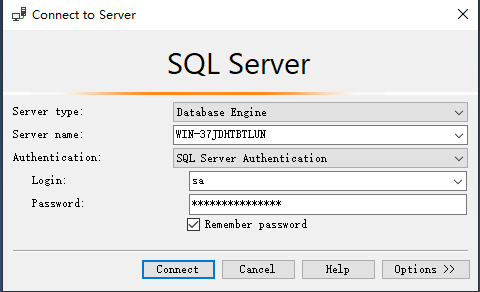 Connect to Server
SQL Server
Server type: Database Engine
Server name: WIN-37JDHTBTLUN
Authentication: SQL Server Authentication
Login: sa
Password: ***************
Remember password
Connect Cancel Help Options >>